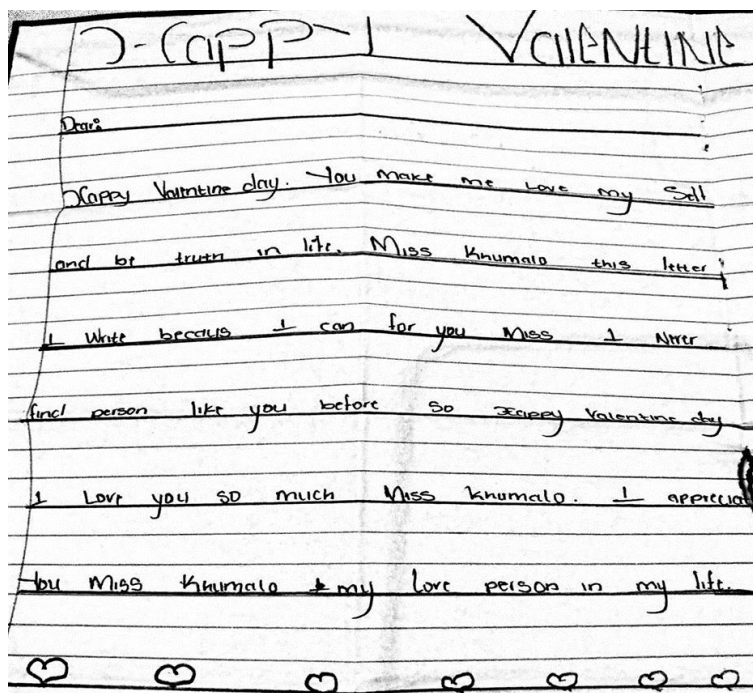 Happy Valentine
Dear:
Happy Valntine day. You make me Love my Self
and be truth in life. Miss Khumalo this letter
I Write becaus I can for you Miss I Never
find person like you before so Happy Valentine day
I Love you so much Miss Khumalo. I appreciat
You Miss Khumalo my love person in my life.